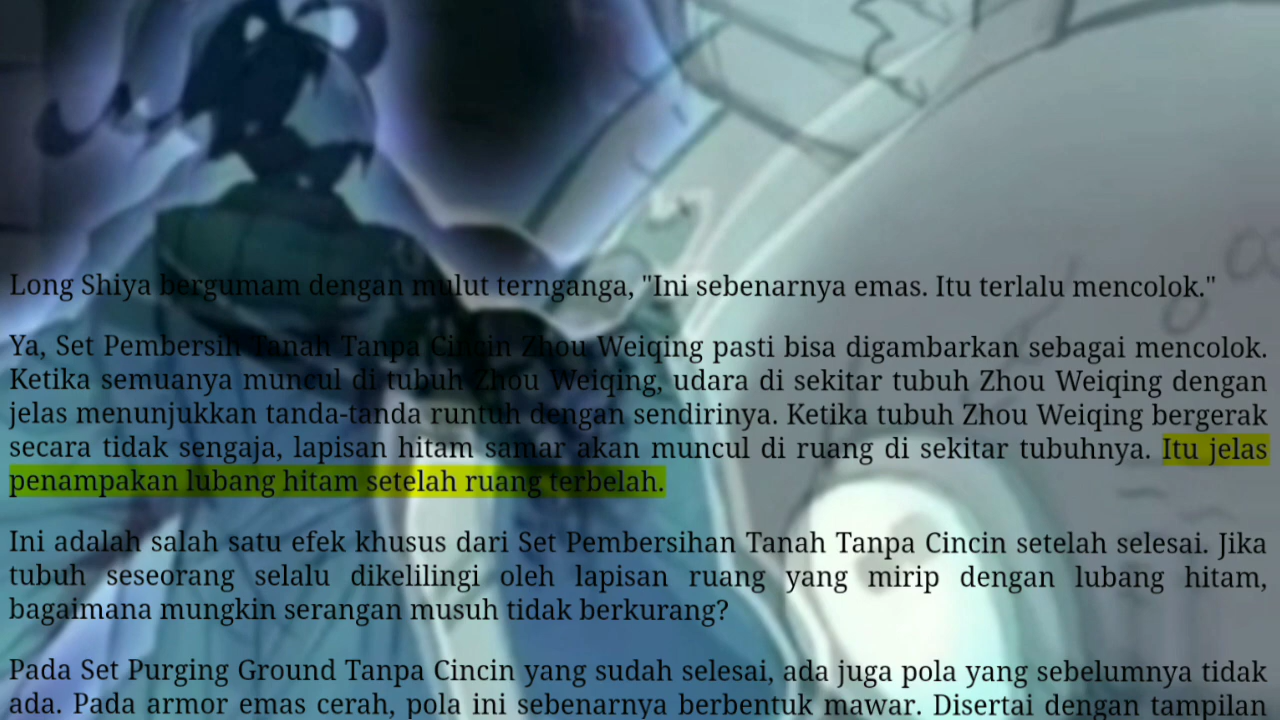 Long Shiya bergumam dengan mulut ternganga, "Ini sebenarnya emas. Itu terlalu mencolok."
Ya, Set Pembersih Tanah Tanpa Cincin Zhou Weiqing pasti bisa digambarkan sebagai mencolok.
Ketika semuanya muncul di tubuh Zhou Weiqing, udara di sekitar tubuh Zhou Weiqing dengan
jelas menunjukkan tanda-tanda runtuh dengan sendirinya. Ketika tubuh Zhou Weiqing bergerak
secara tidak sengaja, lapisan hitam samar akan muncul di ruang di sekitar tubuhnya. Itu jelas
penampakan lubang hitam setelah ruang terbelah.
Ini adalah salah satu efek khusus dari Set Pembersihan Tanah Tanpa Cincin setelah selesai. Jika
tubuh seseorang selalu dikelilingi oleh lapisan ruang yang mirip dengan lubang hitam,
bagaimana mungkin serangan musuh tidak berkurang?
Pada Set Purging Ground Tanpa Cincin yang sudah selesai, ada juga pola yang sebelumnya tidak
ada. Pada armor emas cerah, pola ini sebenarnya berbentuk mawar. Disertai dengan tampilan